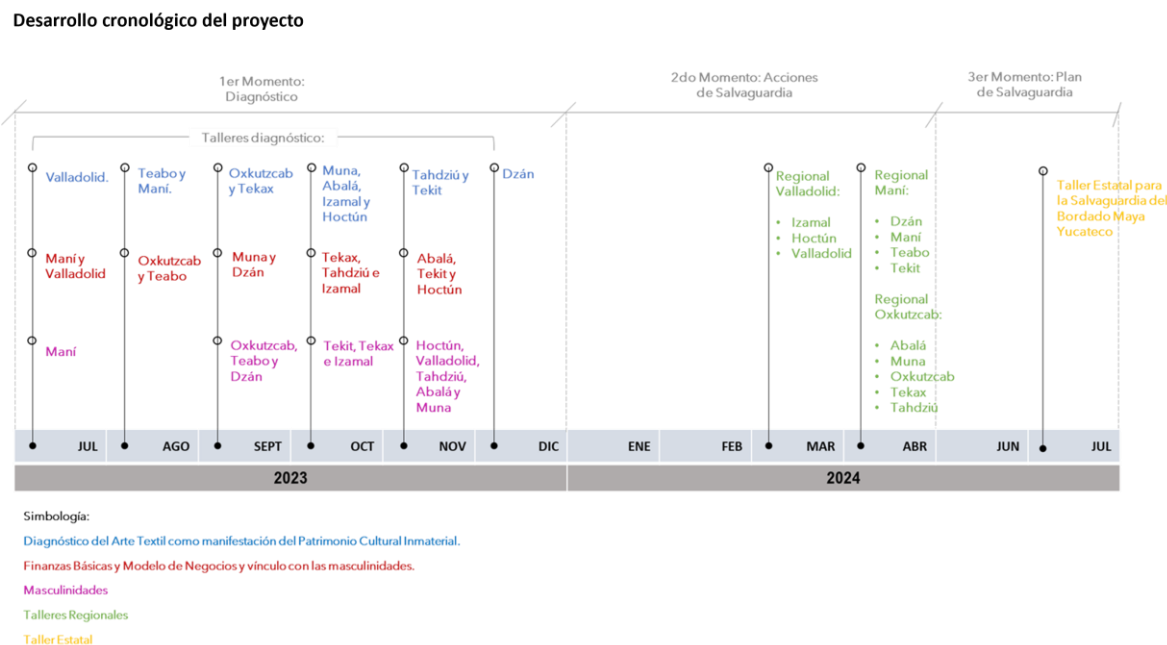 Desarrollo cronológico del proyecto
1er Momento:
Diagnóstico
2do Momento: Acciones
de Salvaguardia
3er Momento: Plan
de Salvaguardia
Talleres diagnóstico:
Valladolid.
Teabo y
Maní.
Oxkutzcab
y Tekax
Muna,
Abalá,
Izamal y
Hoctún
Tahdziú y
Tekit
Dzán
Maní y
Valladolid
Oxkutzcab
y Teabo
Muna y
Dzán
Tekax,
Tahdziú e
Izamal
Abalá,
Tekit y
Hoctún
Maní
Oxkutzcab,
Teabo y
Dzán
Tekit, Tekax
e Izamal
Hoctún,
Valladolid,
Tahdziú,
Abalá y
Muna
Regional
Valladolid:
• Izamal
• Hoctún
• Valladolid
Regional
Maní:
• Dzán
• Maní
• Teabo
• Tekit
Regional
Oxkutzcab:
• Abalá
• Muna
• Oxkutzcab
• Tekax
• Tahdziú
Taller Estatal para
la Salvaguardia del
Bordado Maya
Yucateco
JUL AGO SEPT OCT NOV DIC ENE FEB MAR ABR JUN JUL
2023 2024
Simbología:
Diagnóstico del Arte Textil como manifestación del Patrimonio Cultural Inmaterial.
Finanzas Básicas y Modelo de Negocios y vínculo con las masculinidades.
Masculinidades
Talleres Regionales
Taller Estatal